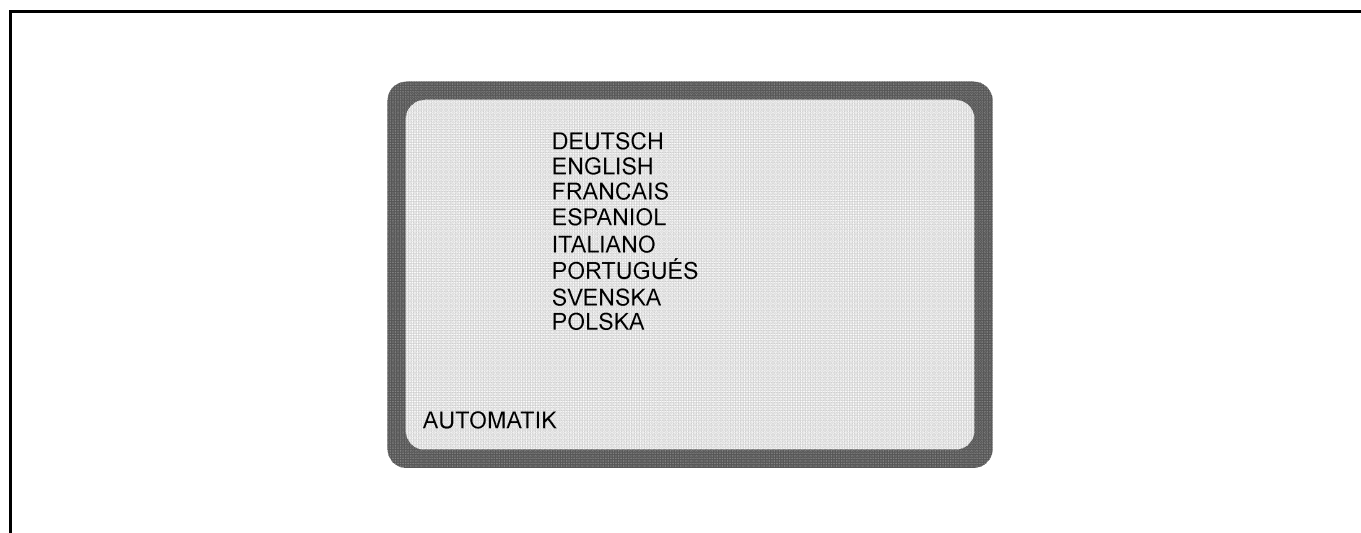 DEUTSCH
ENGLISH
FRANCAIS
ESPANIOL
ITALIANO
PORTUGUÉS
SVENSKA
POLSKA
AUTOMATIK